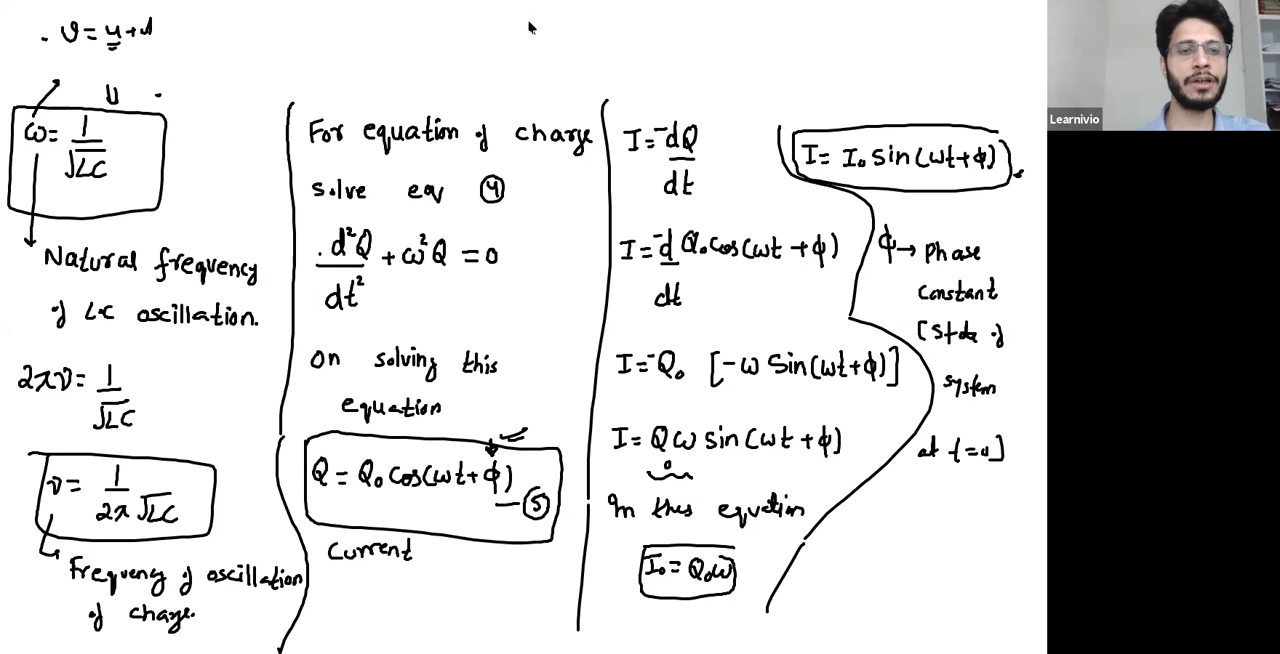 ω = 1/√LC
Natural frequency
of LC oscillation.
2πν = 1/√LC
ν = 1/2π√LC
Frequency of oscillation
of charge.
For equation of charge
solve eq ④
d²Q/dt² + ω²Q = 0
On solving this
equation
Q = Q₀ cos(ωt + ϕ)
— ⑤
Current
I = -dQ/dt
I = -d/dt Q₀ cos(ωt + ϕ)
I = -Q₀ [-ω sin(ωt + ϕ)]
I = Q₀ω sin(ωt + ϕ)
In this equation
I₀ = Q₀ω
I = I₀ sin(ωt + ϕ)
ϕ → Phase
constant
[State of
system
at t=0]
Learnivio